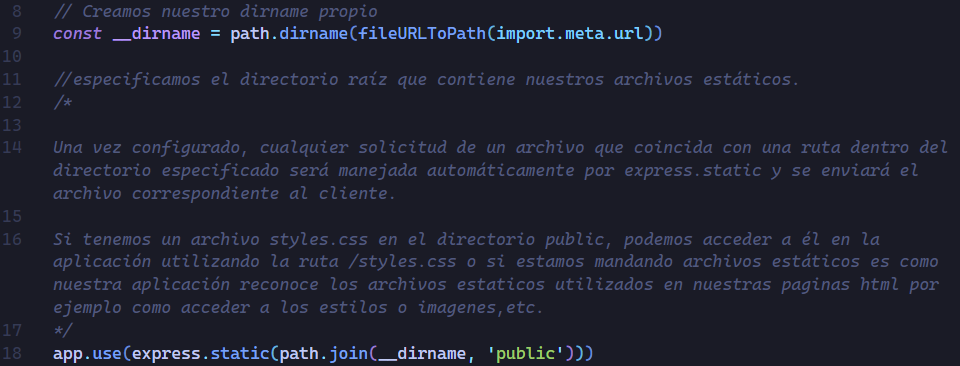 8 // Creamos nuestro dirname propio
9 const __dirname = path.dirname(fileURLToPath(import.meta.url))
10
11 //especificamos el directorio raíz que contiene nuestros archivos estáticos.
12 /*
13
14 Una vez configurado, cualquier solicitud de un archivo que coincida con una ruta dentro del
directorio especificado será manejada automáticamente por express.static y se enviará el
archivo correspondiente al cliente.
15
16 Si tenemos un archivo styles.css en el directorio public, podemos acceder a él en la
aplicación utilizando la ruta /styles.css o si estamos mandando archivos estáticos es como
nuestra aplicación reconoce los archivos estaticos utilizados en nuestras paginas html por
ejemplo como acceder a los estilos o imagenes,etc.
17 */
18 app.use(express.static(path.join(__dirname, 'public')))